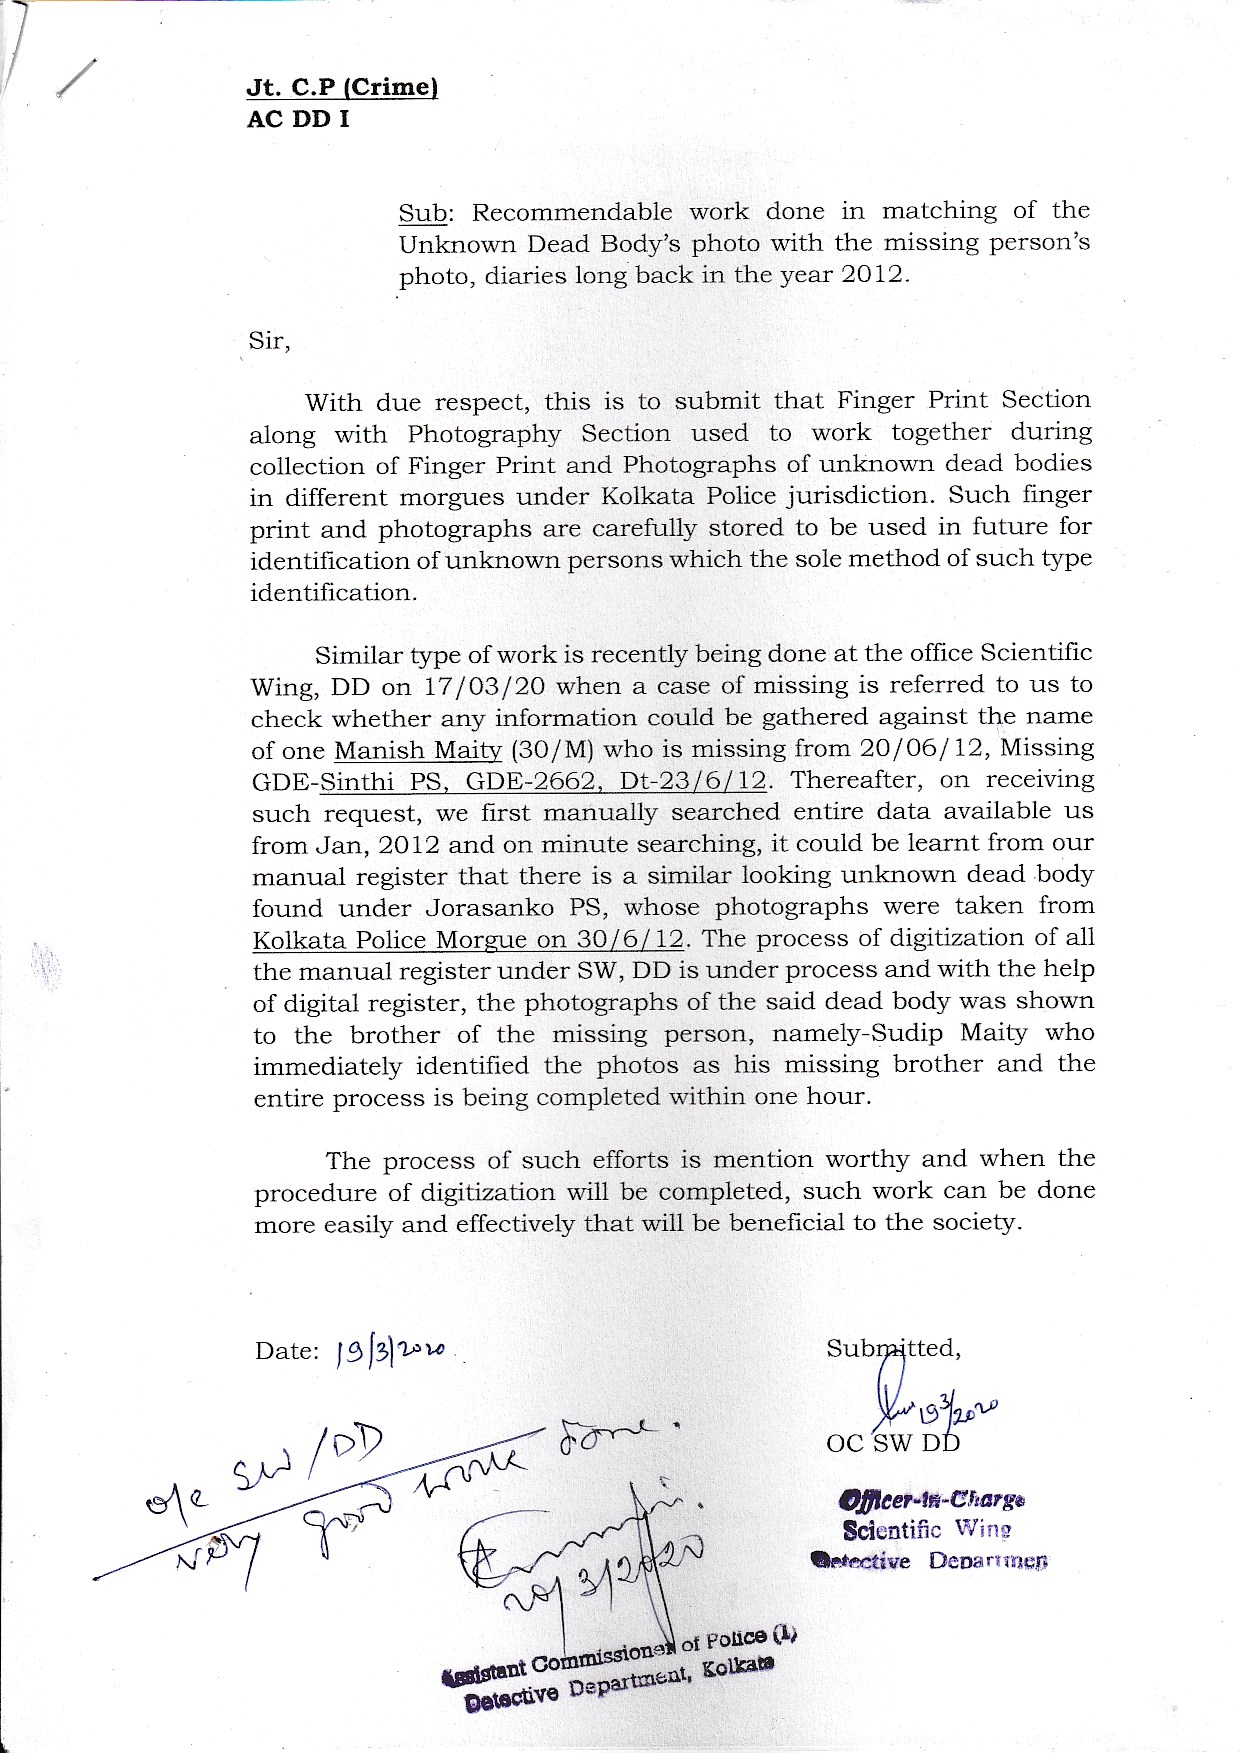 Jt. C.P (Crime)
AC DD I
Sub: Recommendable work done in matching of the
Unknown Dead Body's photo with the missing person's
photo, diaries long back in the year 2012.
Sir,
With due respect, this is to submit that Finger Print Section
along with Photography Section used to work together during
collection of Finger Print and Photographs of unknown dead bodies
in different morgues under Kolkata Police jurisdiction. Such finger
print and photographs are carefully stored to be used in future for
identification of unknown persons which the sole method of such type
identification.
Similar type of work is recently being done at the office Scientific
Wing, DD on 17/03/20 when a case of missing is referred to us to
check whether any information could be gathered against the name
of one Manish Maity (30/M) who is missing from 20/06/12, Missing
GDE-Sinthi PS, GDE-2662, Dt-23/6/12. Thereafter, on receiving
such request, we first manually searched entire data available us
from Jan, 2012 and on minute searching, it could be learnt from our
manual register that there is a similar looking unknown dead body
found under Jorasanko PS, whose photographs were taken from
Kolkata Police Morgue on 30/6/12. The process of digitization of all
the manual register under SW, DD is under process and with the help
of digital register, the photographs of the said dead body was shown
to the brother of the missing person, namely-Sudip Maity who
immediately identified the photos as his missing brother and the
entire process is being completed within one hour.
The process of such efforts is mention worthy and when the
procedure of digitization will be completed, such work can be done
more easily and effectively that will be beneficial to the society.
Date: 19/3/2020
Submitted,
19/3/2020
OC SW DD
Officer-In-Charge
Scientific Wing
Detective Departmen
o/c SW/DD
very good work done.
20/3/2020
Assistant Commissioner of Police (I)
Detective Department, Kolkata